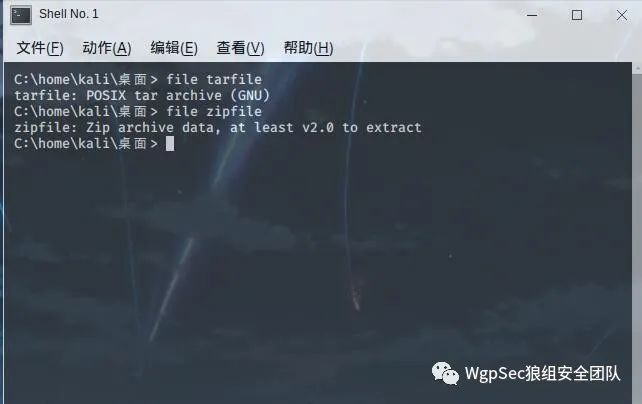 Shell No. 1
文件(F) 动作(A) 编辑(E) 查看(V) 帮助(H)
C:\home\kali\桌面> file tarfile
tarfile: POSIX tar archive (GNU)
C:\home\kali\桌面> file zipfile
zipfile: Zip archive data, at least v2.0 to extract
C:\home\kali\桌面>
WgpSec狼组安全团队